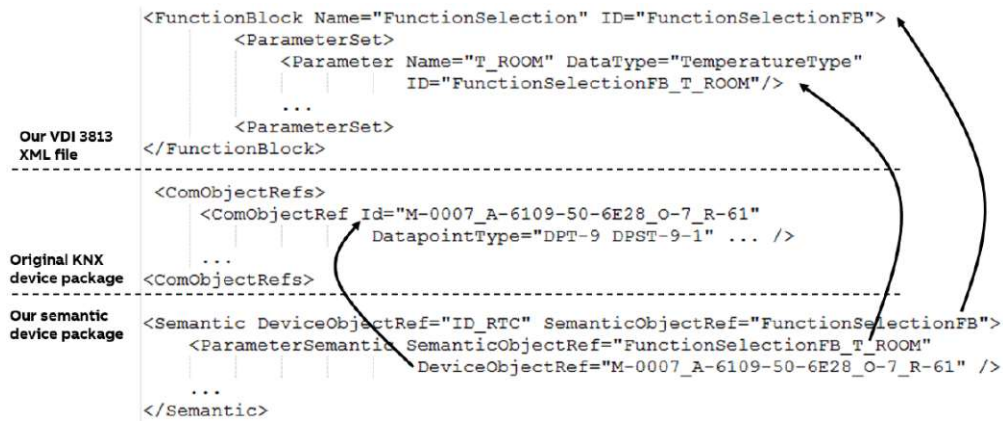 <FunctionBlock Name="FunctionSelection" ID="FunctionSelectionFB">
<ParameterSet>
<Parameter Name="T_ROOM" DataType="TemperatureType"
ID="FunctionSelectionFB_T_ROOM"/>
...
<ParameterSet>
</FunctionBlock>
Our VDI 3813
XML file
<ComObjectRefs>
<ComObjectRef Id="M-0007_A-6109-50-6E28_O-7_R-61"
DatapointType="DPT-9 DPST-9-1" ... />
...
<ComObjectRefs>
Original KNX
device package
Our semantic
device package
<Semantic DeviceObjectRef="ID_RTC" SemanticObjectRef="FunctionSelectionFB">
<ParameterSemantic SemanticObjectRef="FunctionSelectionFB_T_ROOM"
DeviceObjectRef="M-0007_A-6109-50-6E28_O-7_R-61" />
...
</Semantic>